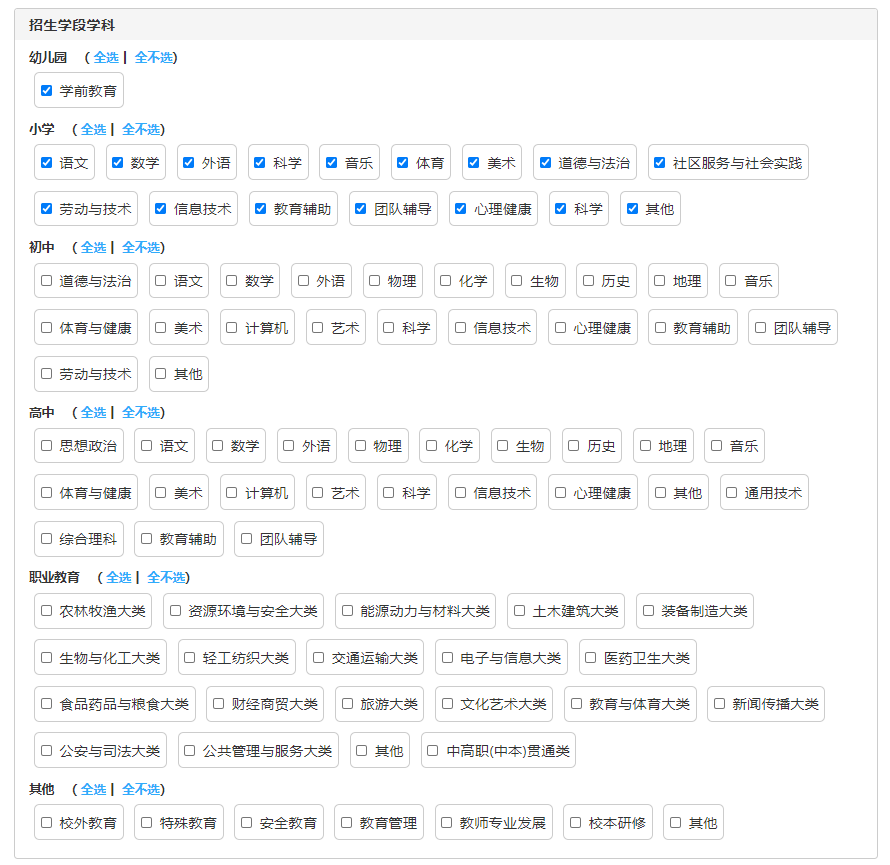 招生学段学科
幼儿园 ( 全选 | 全不选)
学前教育
小学 ( 全选 | 全不选)
语文 数学 外语 科学 音乐 体育 美术 道德与法治 社区服务与社会实践
劳动与技术 信息技术 教育辅助 团队辅导 心理健康 科学 其他
初中 ( 全选 | 全不选)
道德与法治 语文 数学 外语 物理 化学 生物 历史 地理 音乐
体育与健康 美术 计算机 艺术 科学 信息技术 心理健康 教育辅助 团队辅导
劳动与技术 其他
高中 ( 全选 | 全不选)
思想政治 语文 数学 外语 物理 化学 生物 历史 地理 音乐
体育与健康 美术 计算机 艺术 科学 信息技术 心理健康 其他 通用技术
综合理科 教育辅助 团队辅导
职业教育 ( 全选 | 全不选)
农林牧渔大类 资源环境与安全大类 能源动力与材料大类 土木建筑大类 装备制造大类
生物与化工大类 轻工纺织大类 交通运输大类 电子与信息大类 医药卫生大类
食品药品与粮食大类 财经商贸大类 旅游大类 文化艺术大类 教育与体育大类 新闻传播大类
公安与司法大类 公共管理与服务大类 其他 中高职(中本)贯通类
其他 ( 全选 | 全不选)
校外教育 特殊教育 安全教育 教育管理 教师专业发展 校本研修 其他